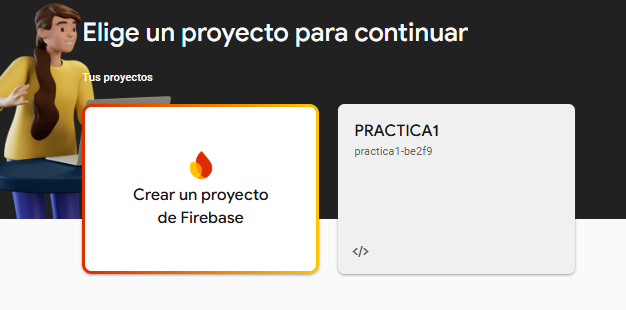 Elige un proyecto para continuar
Tus proyectos
Crear un proyecto
de Firebase
PRACTICA1
practica1-be2f9
</>